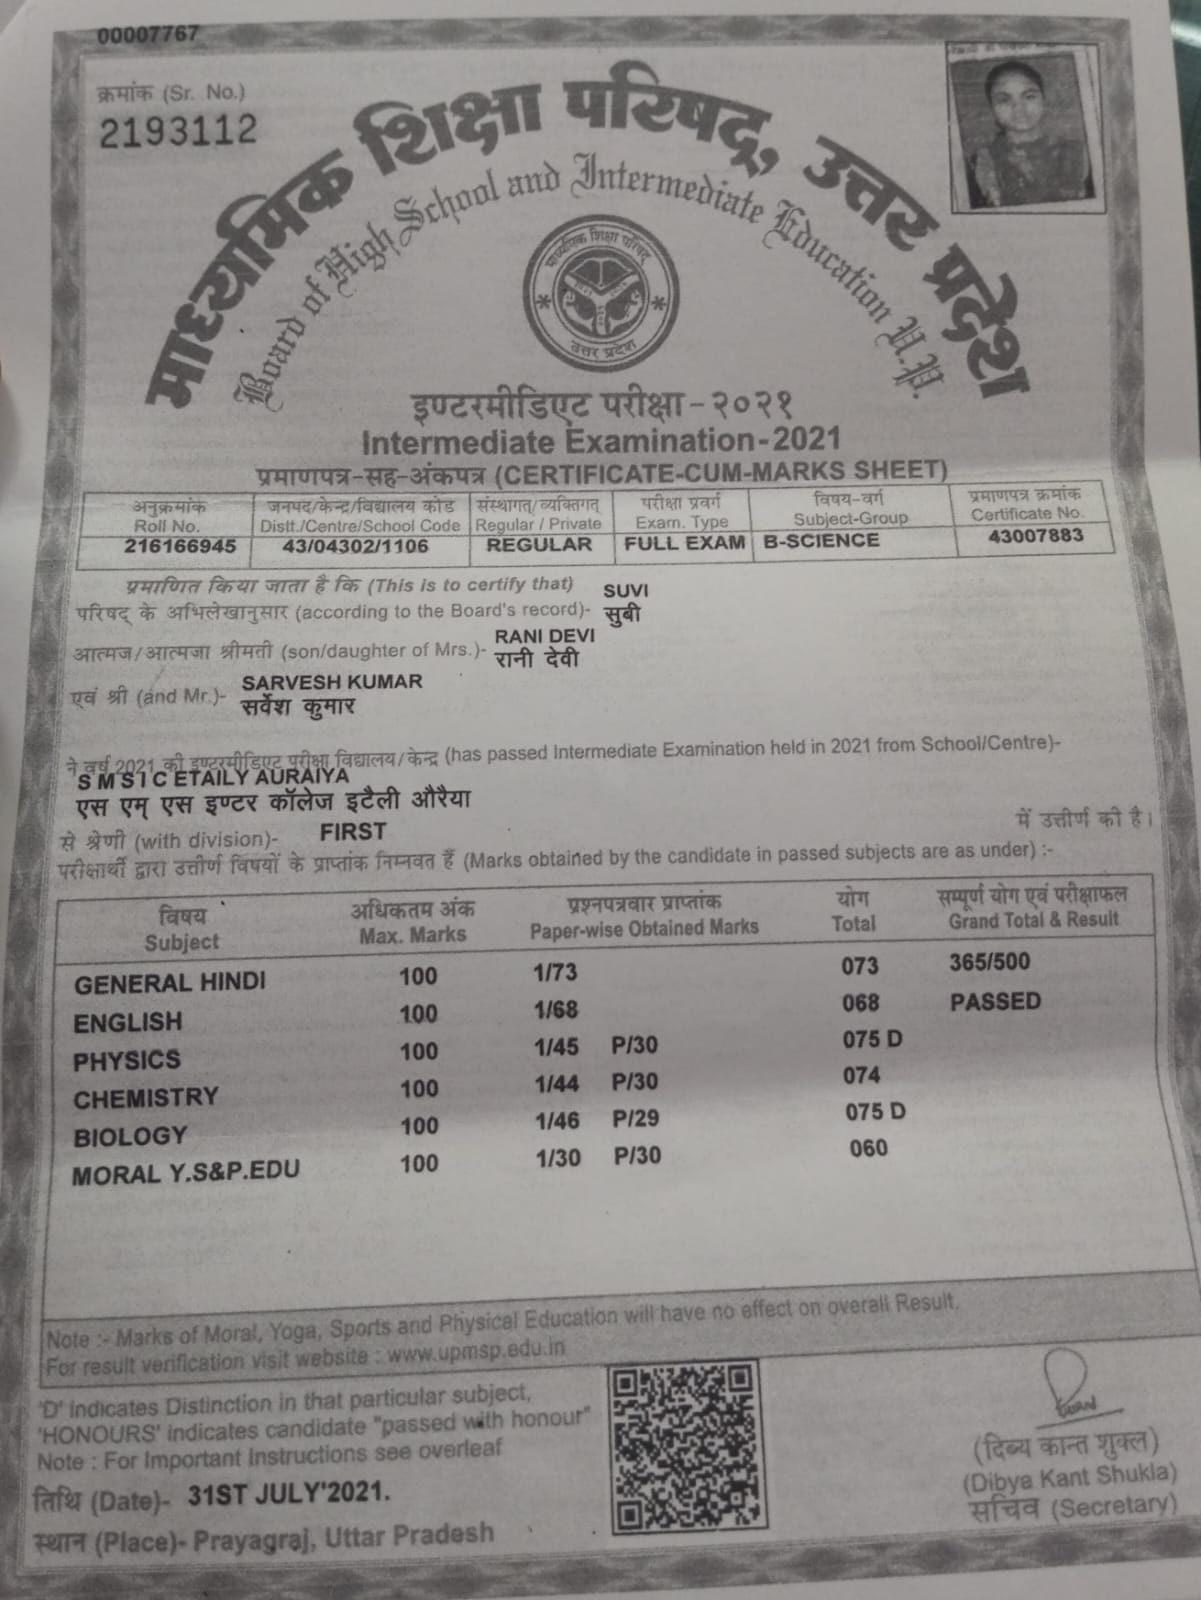 00007767
क्रमांक (Sr. No.)
2193112
माध्यमिक शिक्षा परिषद्, उत्तर प्रदेश
Board of High School and Intermediate Education U.P.
माध्यमिक शिक्षा परिषद्
उत्तर प्रदेश
इण्टरमीडिएट परीक्षा-२०२१
Intermediate Examination-2021
प्रमाणपत्र-सह-अंकपत्र (CERTIFICATE-CUM-MARKS SHEET)
अनुक्रमांक जनपद/केन्द्र/विद्यालय कोड संस्थागत्/व्यक्तिगत् परीक्षा प्रवर्ग विषय-वर्ग प्रमाणपत्र क्रमांक
Roll No. Distt./Centre/School Code Regular / Private Exam. Type Subject-Group Certificate No.
216166945 43/04302/1106 REGULAR FULL EXAM B-SCIENCE 43007883
प्रमाणित किया जाता है कि (This is to certify that) SUVI
परिषद् के अभिलेखानुसार (according to the Board's record)- सुबी
RANI DEVI
आत्मज/आत्मजा श्रीमती (son/daughter of Mrs.)- रानी देवी
SARVESH KUMAR
एवं श्री (and Mr.)- सर्वेश कुमार
ने वर्ष 2021 की इण्टरमीडिएट परीक्षा विद्यालय/केन्द्र (has passed Intermediate Examination held in 2021 from School/Centre)-
S M S I C ETAILY AURAIYA
एस एम् एस इण्टर कॉलेज इटैली औरैया
से श्रेणी (with division)- FIRST में उत्तीर्ण की है।
परीक्षार्थी द्वारा उत्तीर्ण विषयों के प्राप्तांक निम्नवत हैं (Marks obtained by the candidate in passed subjects are as under) :-
विषय अधिकतम अंक प्रश्नपत्रवार प्राप्तांक योग सम्पूर्ण योग एवं परीक्षाफल
Subject Max. Marks Paper-wise Obtained Marks Total Grand Total & Result
GENERAL HINDI 100 1/73 073 365/500
ENGLISH 100 1/68 068 PASSED
PHYSICS 100 1/45 P/30 075 D
CHEMISTRY 100 1/44 P/30 074
BIOLOGY 100 1/46 P/29 075 D
MORAL Y.S&P.EDU 100 1/30 P/30 060
Note :- Marks of Moral, Yoga, Sports and Physical Education will have no effect on overall Result.
For result verification visit website : www.upmsp.edu.in
'D' indicates Distinction in that particular subject,
'HONOURS' indicates candidate "passed with honour"
Note : For Important Instructions see overleaf
तिथि (Date)- 31ST JULY'2021.
स्थान (Place)- Prayagraj, Uttar Pradesh
(दिब्य कान्त शुक्ल)
(Dibya Kant Shukla)
सचिव (Secretary)